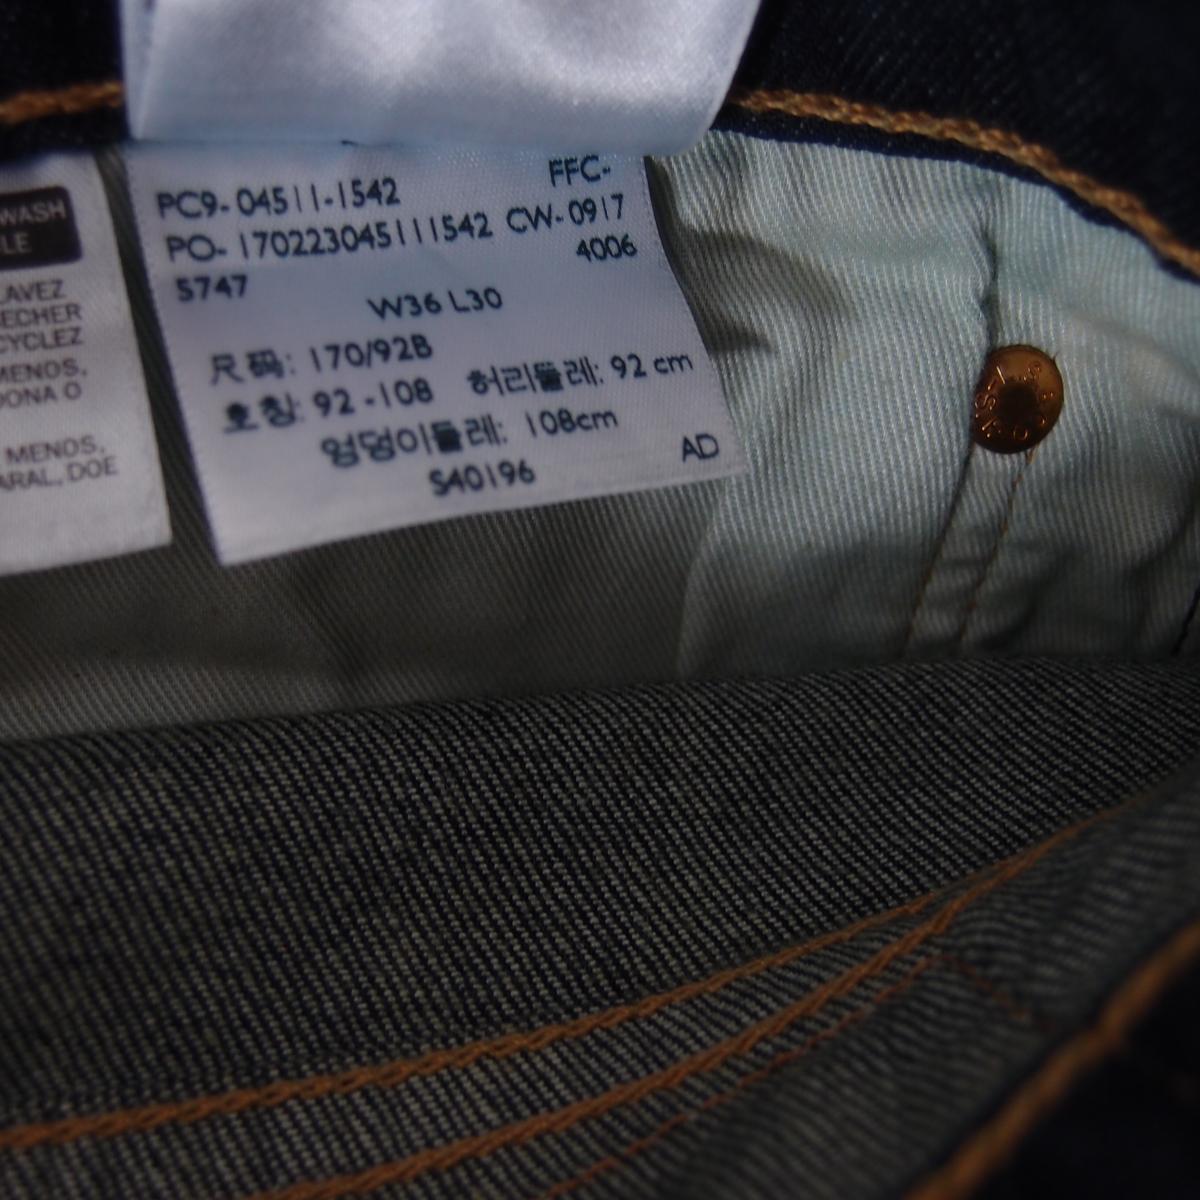 WASH
LE
LAVEZ
ECHER
CYCLEZ
MENOS,
DONA O
MENOS,
ARAL, DOE
FFC-
PC9-04511-1542
PO-170223045111542 CW-0917
5747 4006
W36 L30
尺码: 170/92B
호칭: 92-108 허리둘레: 92 cm
엉덩이둘레: 108cm
S40196 AD